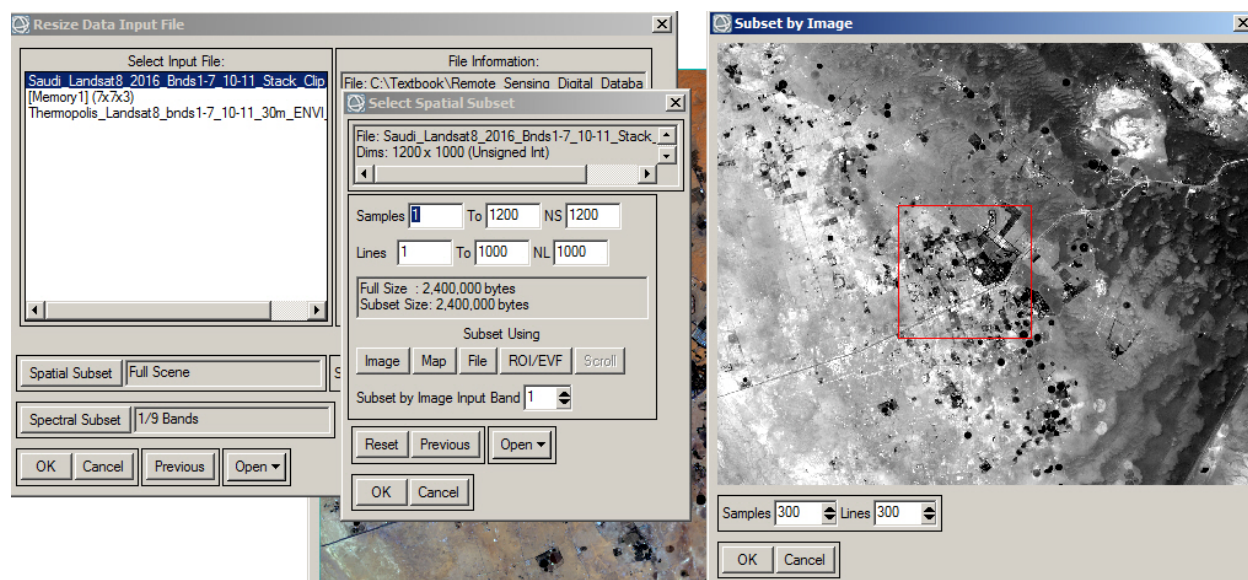 Resize Data Input File
Select Input File:
Saudi_Landsat8_2016_Bnds1-7_10-11_Stack_Clip
[Memory1] (7x7x3)
Thermopolis_Landsat8_bnds1-7_10-11_30m_ENVI_
File Information:
File: C:\Textbook\Remote_Sensing_Digital_Databa
Spatial Subset Full Scene
Spectral Subset 1/9 Bands
OK Cancel Previous Open
Select Spatial Subset
File: Saudi_Landsat8_2016_Bnds1-7_10-11_Stack_
Dims: 1200 x 1000 (Unsigned Int)
Samples 1 To 1200 NS 1200
Lines 1 To 1000 NL 1000
Full Size : 2,400,000 bytes
Subset Size: 2,400,000 bytes
Subset Using
Image Map File ROI/EVF Scroll
Subset by Image Input Band 1
Reset Previous Open
OK Cancel
Subset by Image
Samples 300 Lines 300
OK Cancel